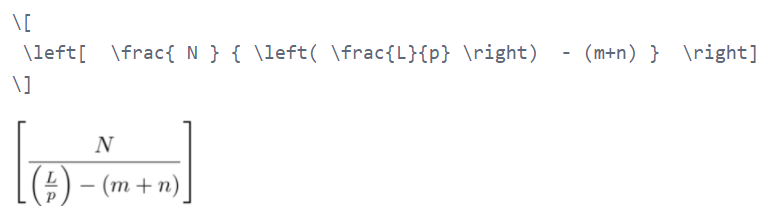 \[
\left[ \frac{ N } { \left( \frac{L}{p} \right) - (m+n) } \right]
\]
[
N
(L/p) − (m + n)
]